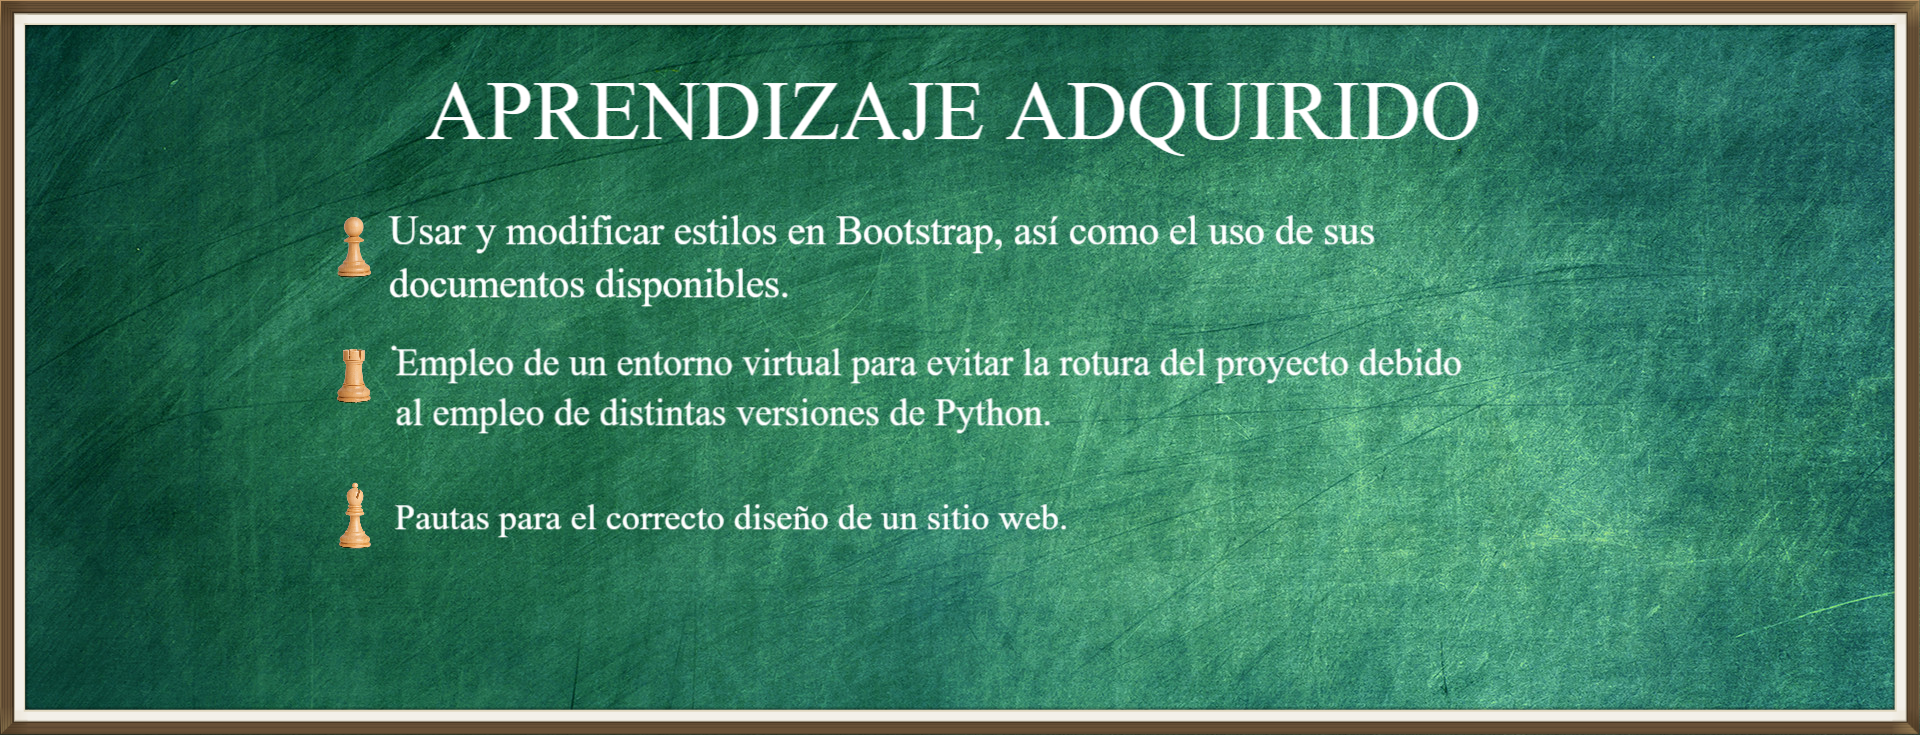 APRENDIZAJE ADQUIRIDO
Usar y modificar estilos en Bootstrap, así como el uso de sus
documentos disponibles.
Empleo de un entorno virtual para evitar la rotura del proyecto debido
al empleo de distintas versiones de Python.
Pautas para el correcto diseño de un sitio web.